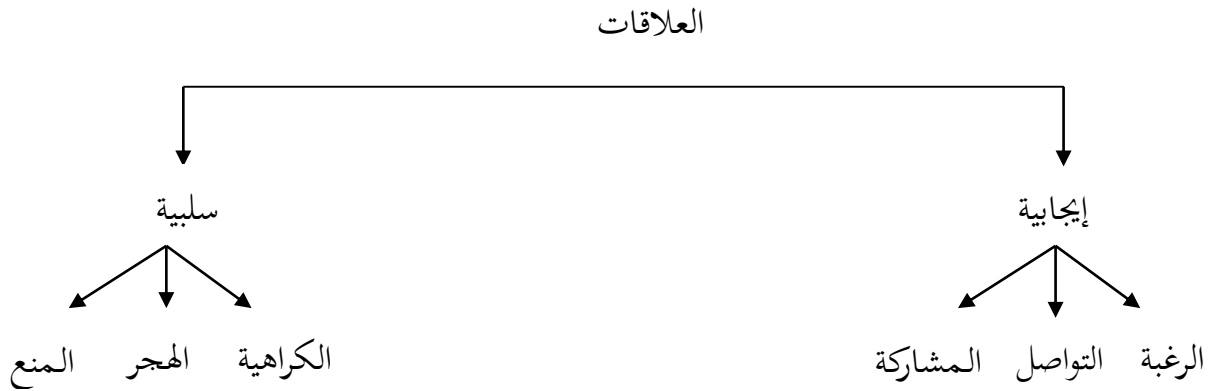 العلاقات
إيجابية سلبية
الرغبة التواصل المشاركة الكراهية الهجر المنع